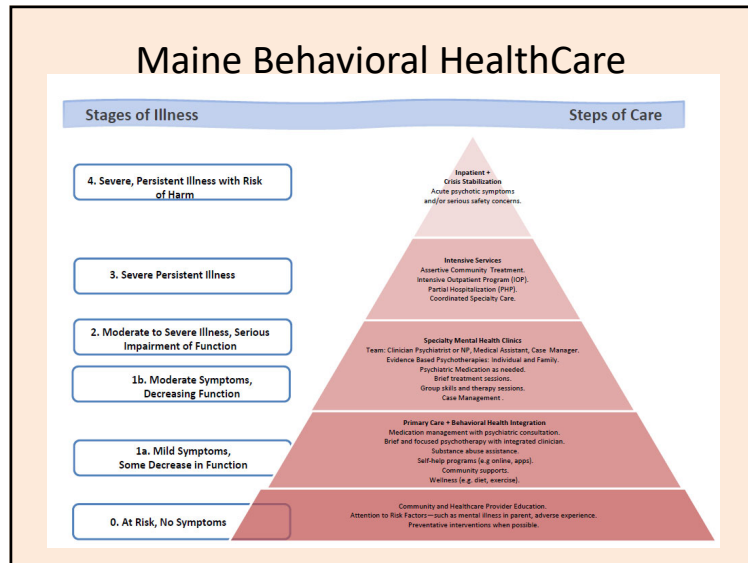 Maine Behavioral HealthCare
Stages of Illness
Steps of Care
4. Severe, Persistent Illness with Risk
of Harm
Inpatient +
Crisis Stabilization
Acute psychotic symptoms
and/or serious safety concerns.
3. Severe Persistent Illness
Intensive Services
Assertive Community Treatment.
Intensive Outpatient Program (IOP).
Partial Hospitalization (PHP).
Coordinated Specialty Care.
2. Moderate to Severe Illness, Serious
Impairment of Function
1b. Moderate Symptoms,
Decreasing Function
Specialty Mental Health Clinics
Team: Clinician Psychiatrist or NP, Medical Assistant, Case Manager.
Evidence Based Psychotherapies: Individual and Family.
Psychiatric Medication as needed.
Brief treatment sessions.
Group skills and therapy sessions.
Case Management .
1a. Mild Symptoms,
Some Decrease in Function
Primary Care + Behavioral Health Integration
Medication management with psychiatric consultation.
Brief and focused psychotherapy with integrated clinician.
Substance abuse assistance.
Self-help programs (e.g online, apps).
Community supports.
Wellness (e.g. diet, exercise).
0. At Risk, No Symptoms
Community and Healthcare Provider Education.
Attention to Risk Factors—such as mental illness in parent, adverse experience.
Preventative interventions when possible.